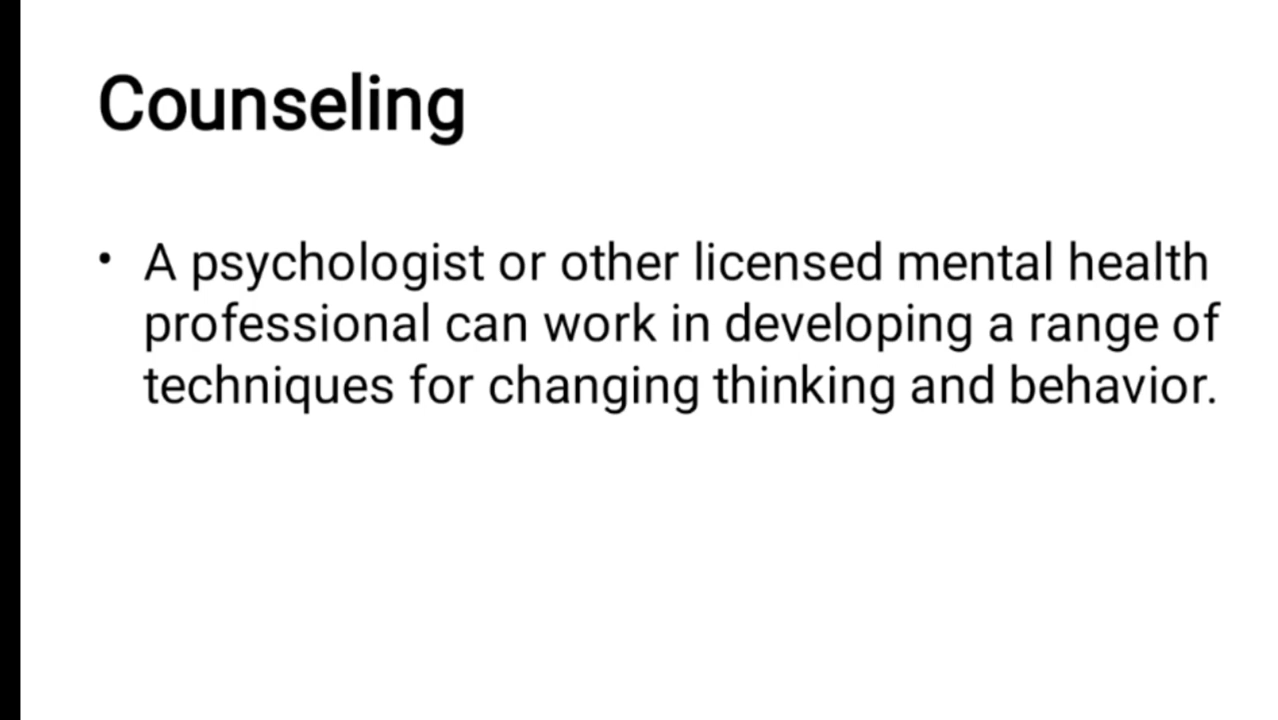 Counseling
• A psychologist or other licensed mental health
professional can work in developing a range of
techniques for changing thinking and behavior.